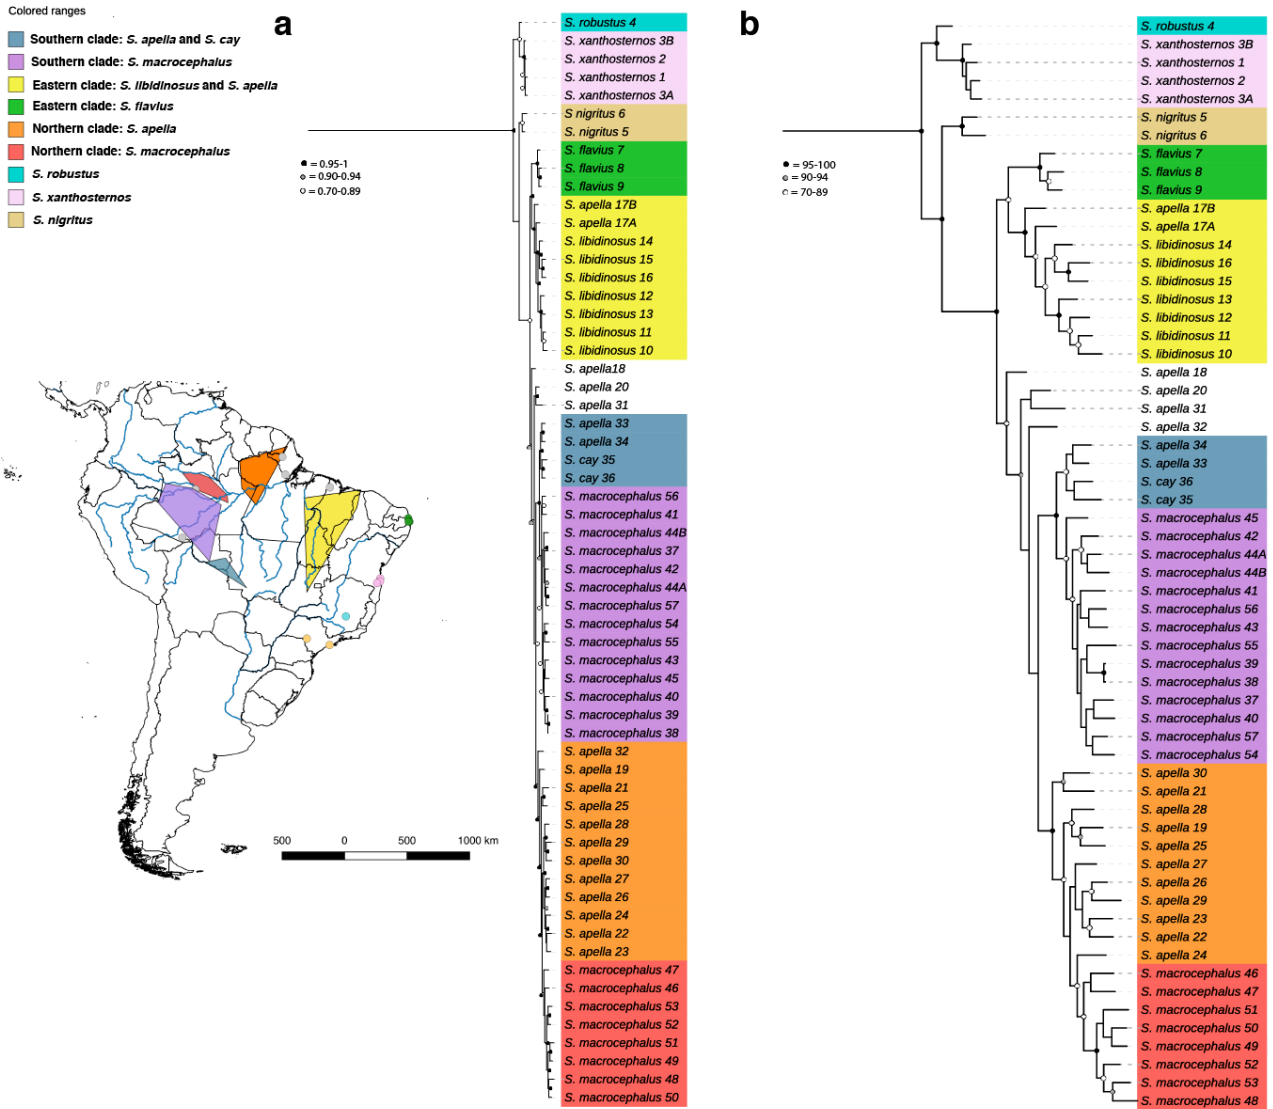 Colored ranges
Southern clade: S. apella and S. cay
Southern clade: S. macrocephalus
Eastern clade: S. libidinosus and S. apella
Eastern clade: S. flavius
Northern clade: S. apella
Northern clade: S. macrocephalus
S. robustus
S. xanthosternos
S. nigritus
500 0 500 1000 km
a
= 0.95-1
= 0.90-0.94
= 0.70-0.89
S. robustus 4
S. xanthosternos 3B
S. xanthosternos 2
S. xanthosternos 1
S. xanthosternos 3A
S nigritus 6
S. nigritus 5
S. flavius 7
S. flavius 8
S. flavius 9
S. apella 17B
S. apella 17A
S. libidinosus 14
S. libidinosus 15
S. libidinosus 16
S. libidinosus 12
S. libidinosus 13
S. libidinosus 11
S. libidinosus 10
S. apella18
S. apella 20
S. apella 31
S. apella 33
S. apella 34
S. cay 35
S. cay 36
S. macrocephalus 56
S. macrocephalus 41
S. macrocephalus 44B
S. macrocephalus 37
S. macrocephalus 42
S. macrocephalus 44A
S. macrocephalus 57
S. macrocephalus 54
S. macrocephalus 55
S. macrocephalus 43
S. macrocephalus 45
S. macrocephalus 40
S. macrocephalus 39
S. macrocephalus 38
S. apella 32
S. apella 19
S. apella 21
S. apella 25
S. apella 28
S. apella 29
S. apella 30
S. apella 27
S. apella 26
S. apella 24
S. apella 22
S. apella 23
S. macrocephalus 47
S. macrocephalus 46
S. macrocephalus 53
S. macrocephalus 52
S. macrocephalus 51
S. macrocephalus 49
S. macrocephalus 48
S. macrocephalus 50
b
= 95-100
= 90-94
= 70-89
S. robustus 4
S. xanthosternos 3B
S. xanthosternos 1
S. xanthosternos 2
S. xanthosternos 3A
S. nigritus 5
S. nigritus 6
S. flavius 7
S. flavius 8
S. flavius 9
S. apella 17B
S. apella 17A
S. libidinosus 14
S. libidinosus 16
S. libidinosus 15
S. libidinosus 13
S. libidinosus 12
S. libidinosus 11
S. libidinosus 10
S. apella 18
S. apella 20
S. apella 31
S. apella 32
S. apella 34
S. apella 33
S. cay 36
S. cay 35
S. macrocephalus 45
S. macrocephalus 42
S. macrocephalus 44A
S. macrocephalus 44B
S. macrocephalus 41
S. macrocephalus 56
S. macrocephalus 43
S. macrocephalus 55
S. macrocephalus 39
S. macrocephalus 38
S. macrocephalus 37
S. macrocephalus 40
S. macrocephalus 57
S. macrocephalus 54
S. apella 30
S. apella 21
S. apella 28
S. apella 19
S. apella 25
S. apella 27
S. apella 26
S. apella 29
S. apella 23
S. apella 22
S. apella 24
S. macrocephalus 46
S. macrocephalus 47
S. macrocephalus 51
S. macrocephalus 50
S. macrocephalus 49
S. macrocephalus 52
S. macrocephalus 53
S. macrocephalus 48